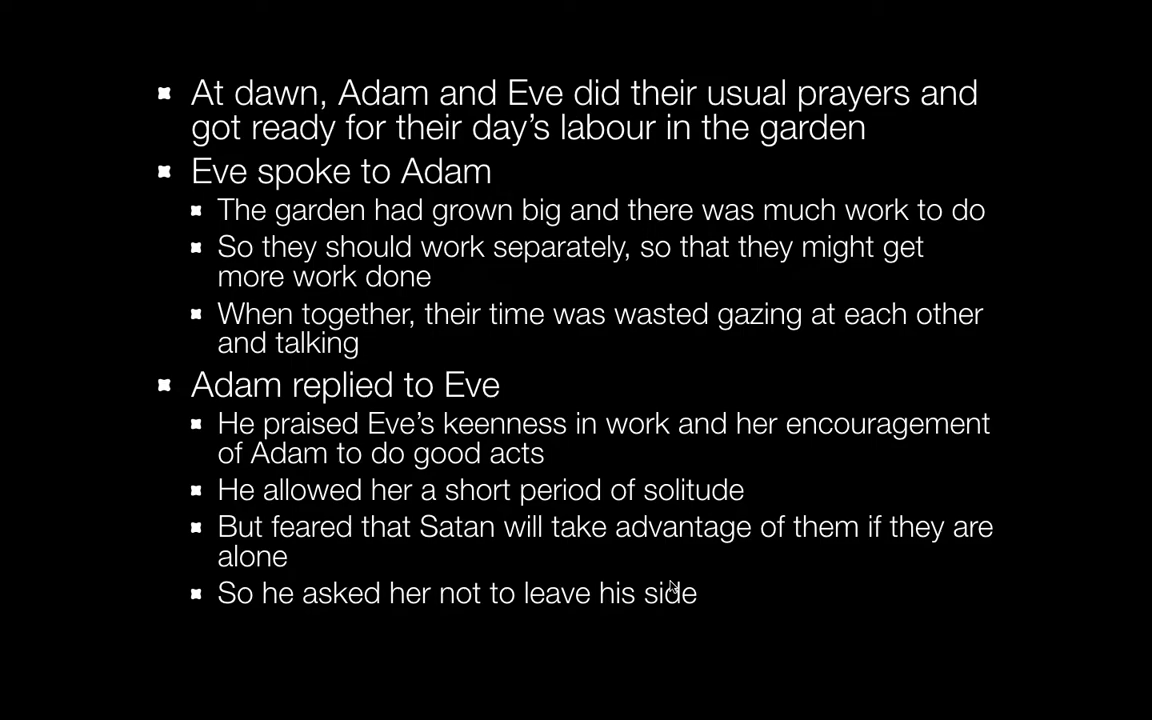 At dawn, Adam and Eve did their usual prayers and
got ready for their day’s labour in the garden
Eve spoke to Adam
The garden had grown big and there was much work to do
So they should work separately, so that they might get
more work done
When together, their time was wasted gazing at each other
and talking
Adam replied to Eve
He praised Eve’s keenness in work and her encouragement
of Adam to do good acts
He allowed her a short period of solitude
But feared that Satan will take advantage of them if they are
alone
So he asked her not to leave his side